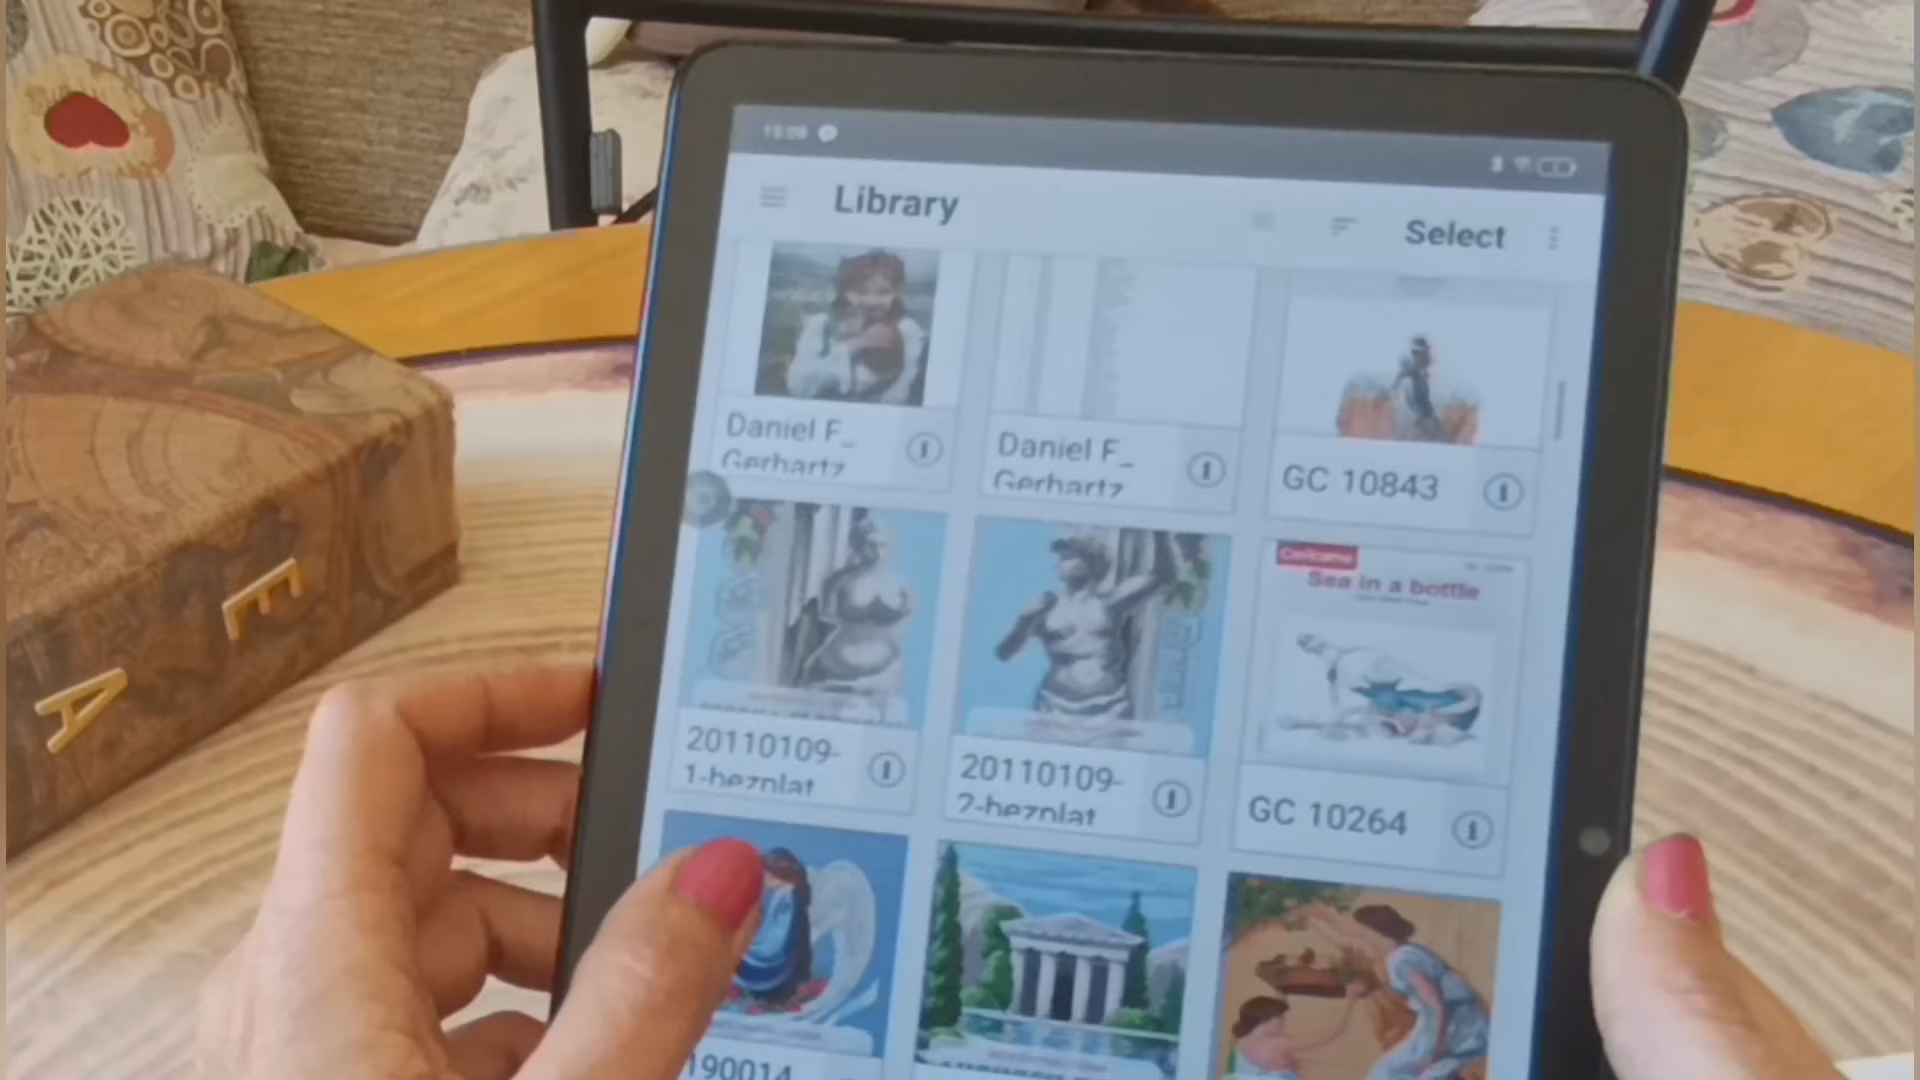 Library
Select
Daniel F_
Gerhartz
Daniel F_
Gerhartz
GC 10843
20110109-
1-bezplat
20110109-
2-bezplat
Sea in a bottle
GC 10264
190014
A E